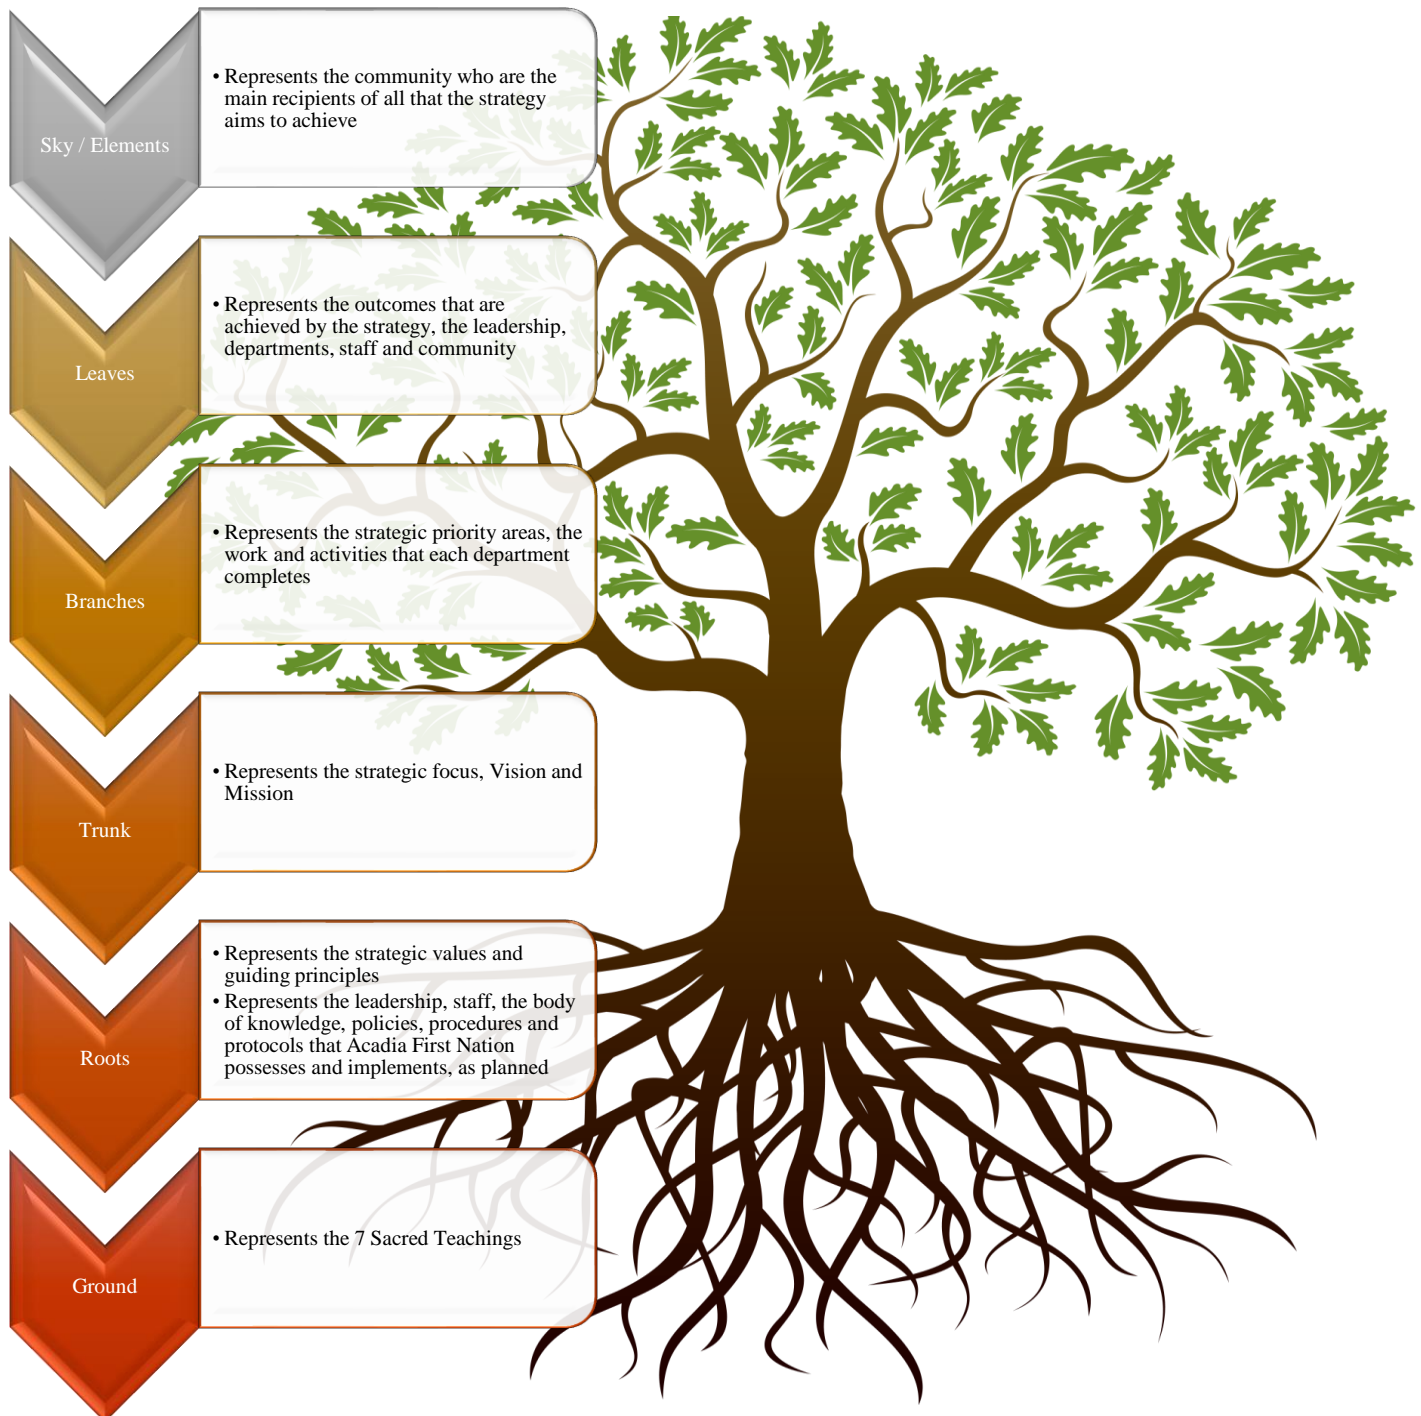 Sky / Elements
• Represents the community who are the
main recipients of all that the strategy
aims to achieve
Leaves
• Represents the outcomes that are
achieved by the strategy, the leadership,
departments, staff and community
Branches
• Represents the strategic priority areas, the
work and activities that each department
completes
Trunk
• Represents the strategic focus, Vision and
Mission
Roots
• Represents the strategic values and
guiding principles
• Represents the leadership, staff, the body
of knowledge, policies, procedures and
protocols that Acadia First Nation
possesses and implements, as planned
Ground
• Represents the 7 Sacred Teachings